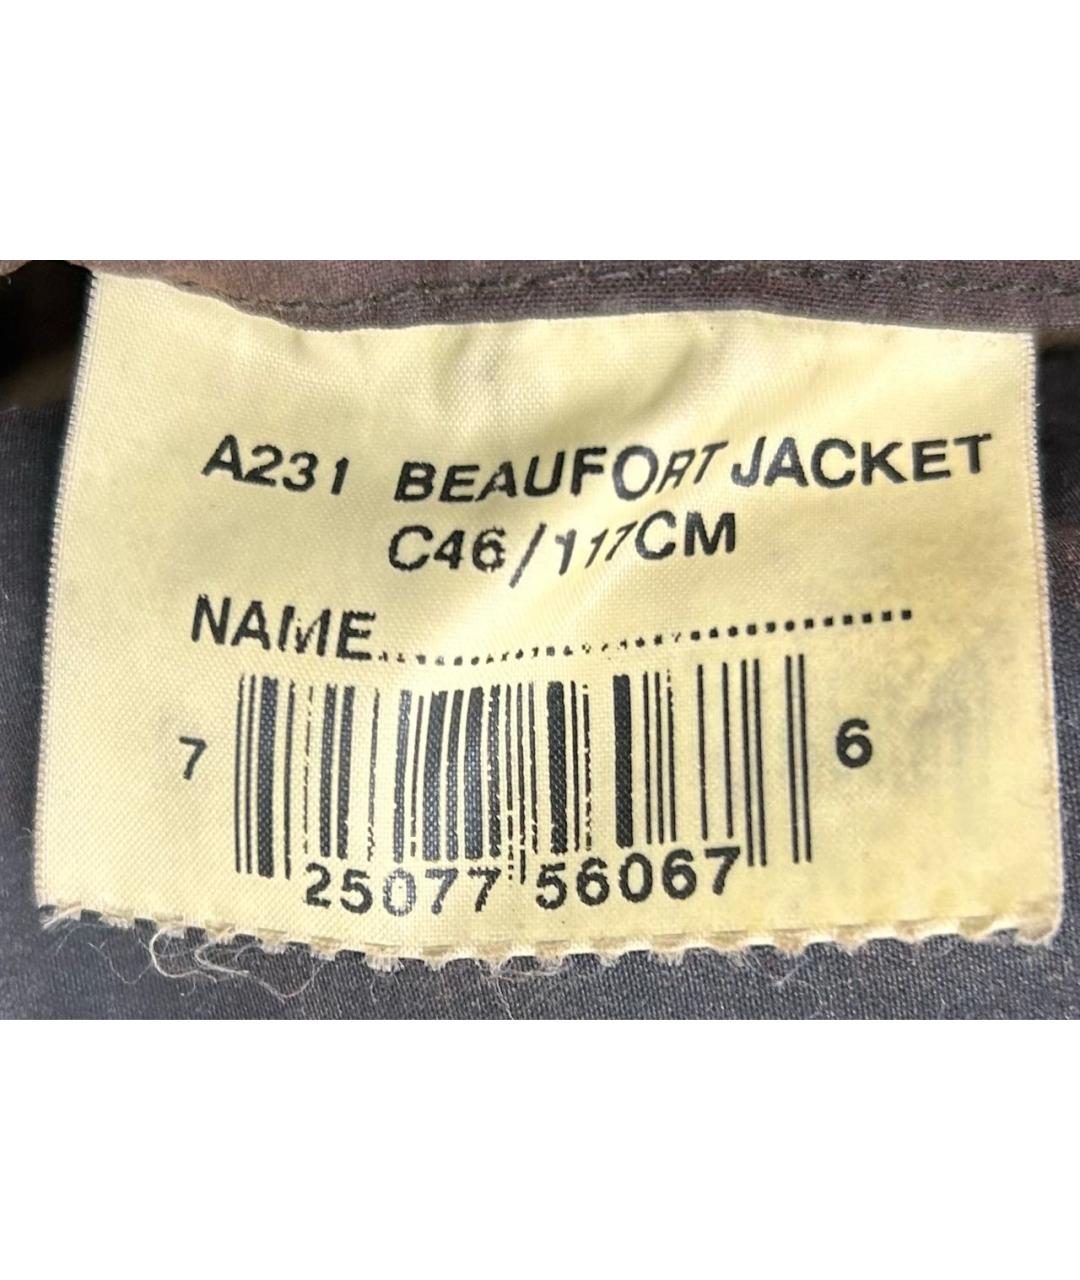 A231 BEAUFORT JACKET
C46/117CM
NAME..............................
7 25077 56067 6